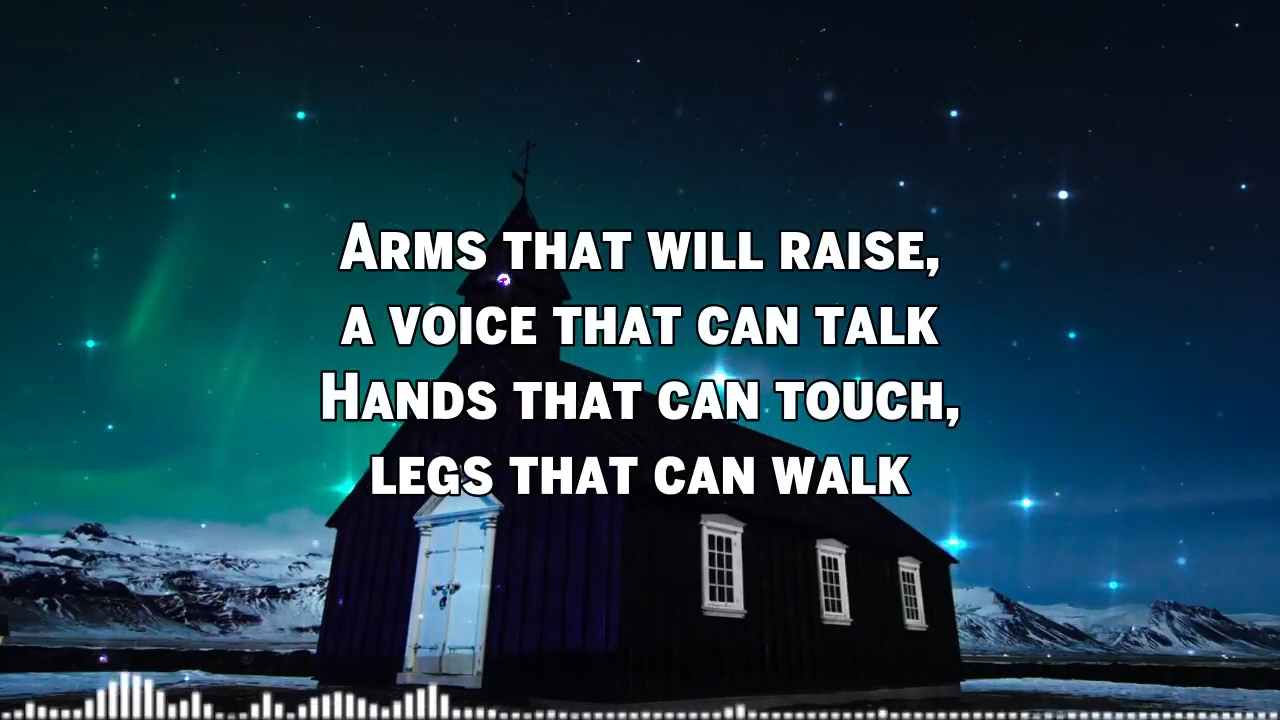 Arms that will raise,
a voice that can talk
Hands that can touch,
legs that can walk